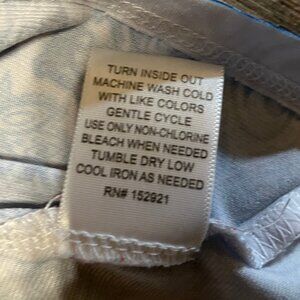 TURN INSIDE OUT
MACHINE WASH COLD
WITH LIKE COLORS
GENTLE CYCLE
USE ONLY NON-CHLORINE
BLEACH WHEN NEEDED
TUMBLE DRY LOW
COOL IRON AS NEEDED
RN# 152921